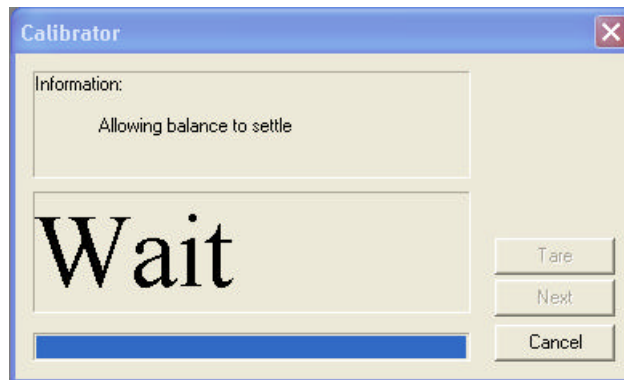 Calibrator
Information:
Allowing balance to settle
Wait
Tare
Next
Cancel